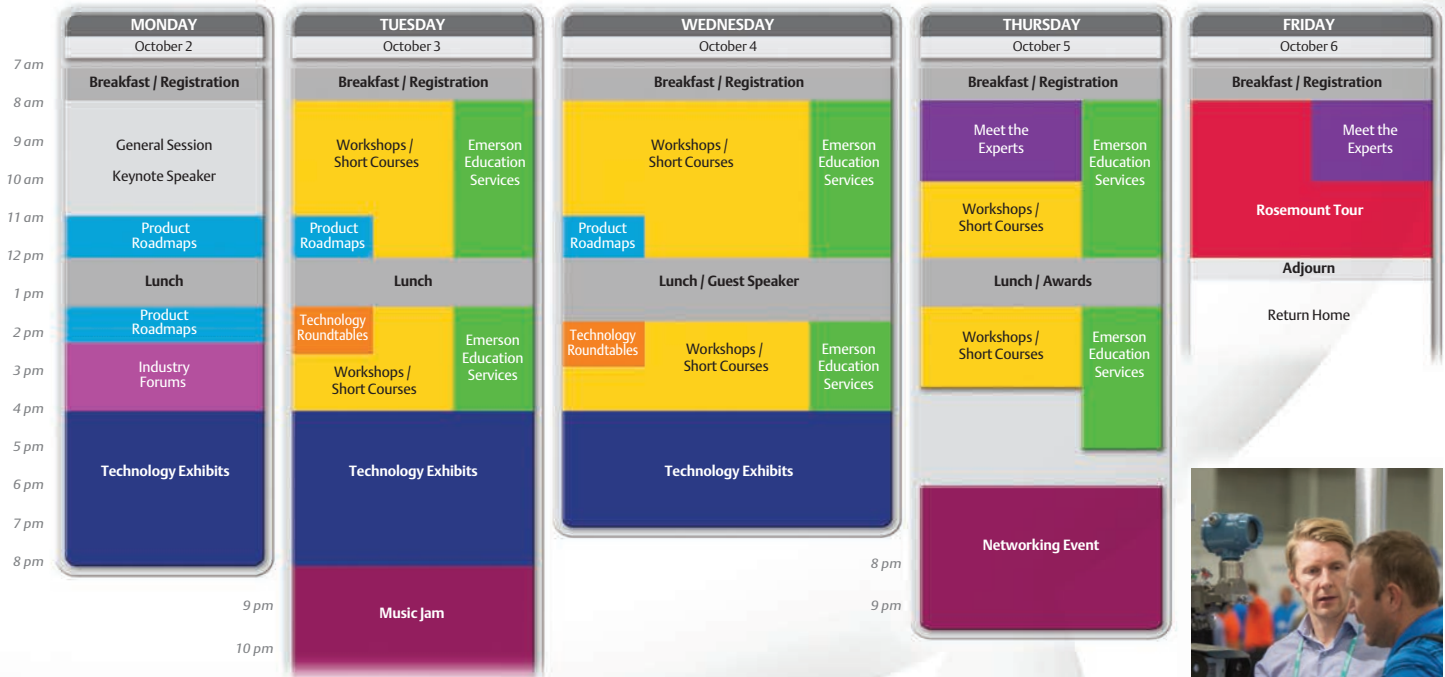 MONDAY
October 2
Breakfast / Registration
General Session
Keynote Speaker
Product
Roadmaps
Lunch
Product
Roadmaps
Industry
Forums
Technology Exhibits
TUESDAY
October 3
Breakfast / Registration
Workshops /
Short Courses
Emerson
Education
Services
Product
Roadmaps
Lunch
Technology
Roundtables
Emerson
Education
Services
Workshops /
Short Courses
Technology Exhibits
Music Jam
WEDNESDAY
October 4
Breakfast / Registration
Workshops /
Short Courses
Emerson
Education
Services
Product
Roadmaps
Lunch / Guest Speaker
Technology
Roundtables
Workshops /
Short Courses
Emerson
Education
Services
Technology Exhibits
THURSDAY
October 5
Breakfast / Registration
Meet the
Experts
Emerson
Education
Services
Workshops /
Short Courses
Lunch / Awards
Workshops /
Short Courses
Emerson
Education
Services
Networking Event
FRIDAY
October 6
Breakfast / Registration
Meet the
Experts
Rosemount Tour
Adjourn
Return Home
7 am
8 am
9 am
10 am
11 am
12 pm
1 pm
2 pm
3 pm
4 pm
5 pm
6 pm
7 pm
8 pm
9 pm
10 pm
8 pm
9 pm